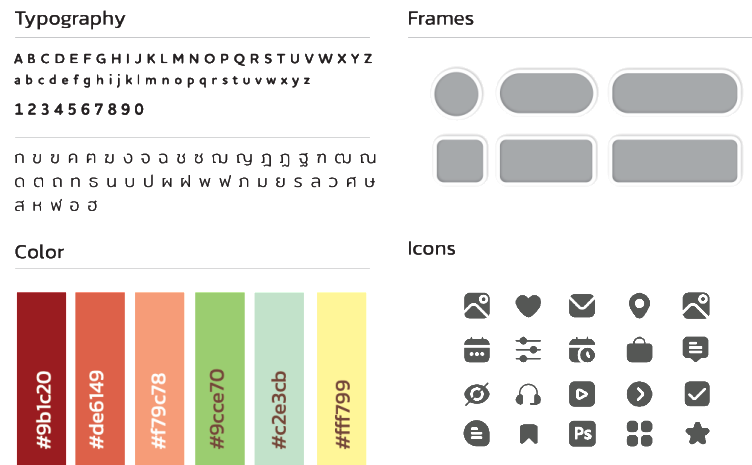 Typography
A B C D E F G H I J K L M N O P Q R S T U V W X Y Z
a b c d e f g h i j k l m n o p q r s t u v w x y z
1 2 3 4 5 6 7 8 9 0
ก ข ฃ ค ฅ ฆ ง จ ฉ ช ซ ฌ ญ ฎ ฏ ฐ ฑ ฒ ณ
ด ต ถ ท ธ น บ ป ผ ฝ พ ฟ ภ ม ย ร ล ว ศ ษ
ส ห ฬ อ ฮ
Color
#9b1c20
#de6149
#f79c78
#9cce70
#c2e3cb
#fff799
Frames
Icons
Ps